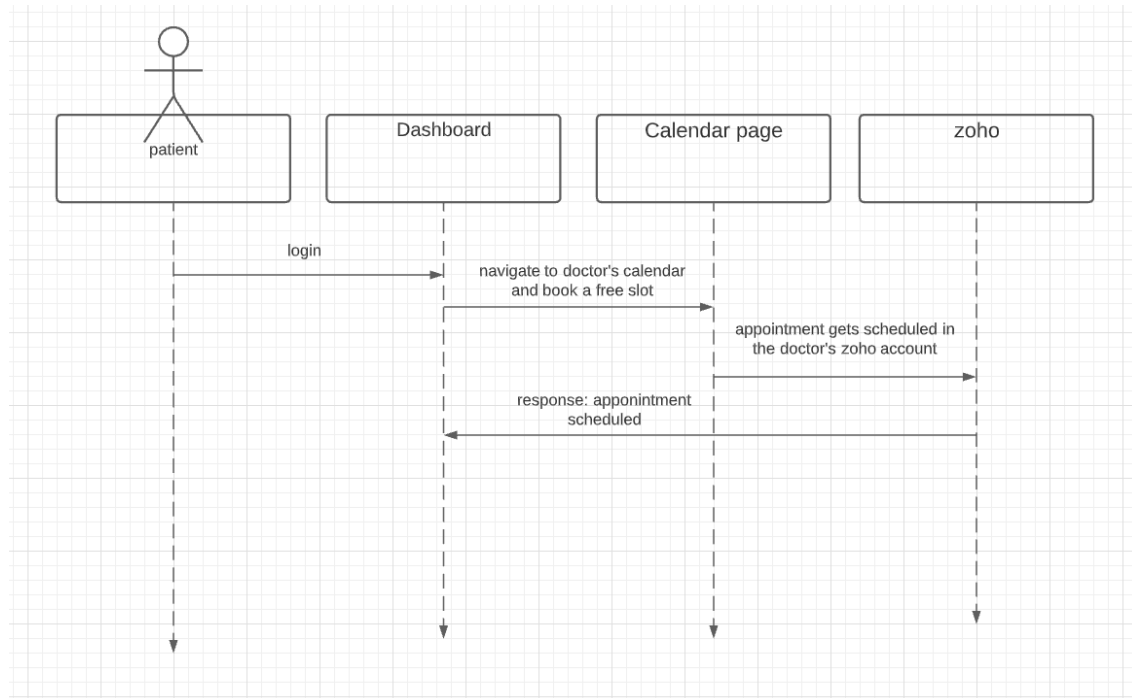 patient
Dashboard
Calendar page
zoho
login
navigate to doctor's calendar
and book a free slot
appointment gets scheduled in
the doctor's zoho account
response: apponintment
scheduled